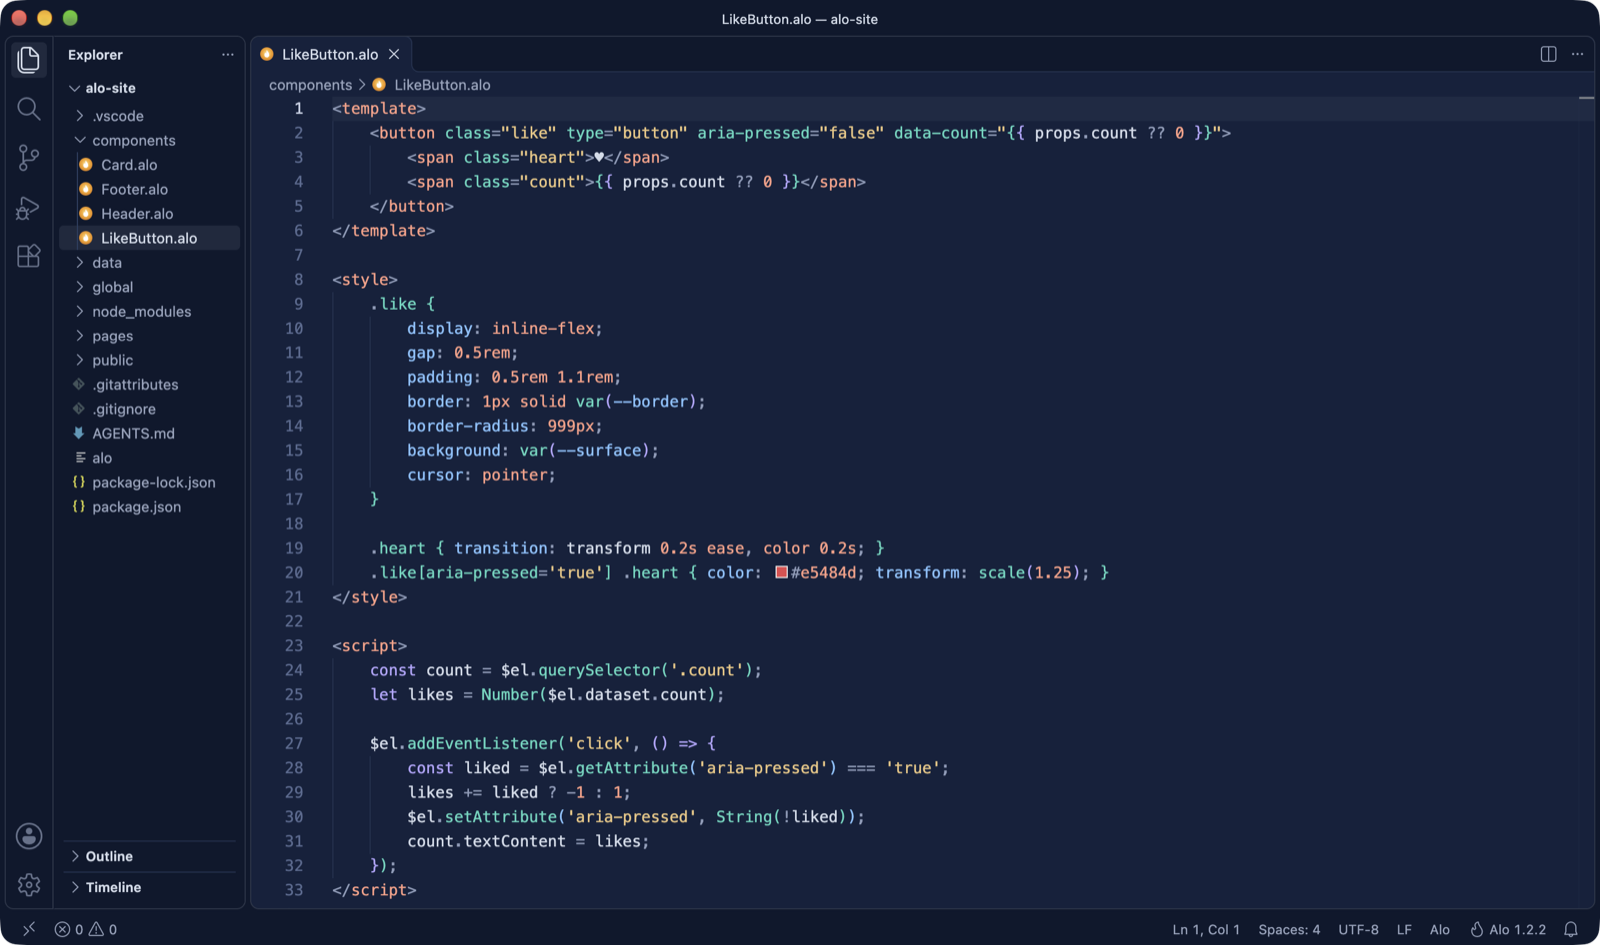 LikeButton.alo — alo-site
Explorer
alo-site
.vscode
components
Card.alo
Footer.alo
Header.alo
LikeButton.alo
data
global
node_modules
pages
public
.gitattributes
.gitignore
AGENTS.md
alo
{} package-lock.json
{} package.json
Outline
Timeline
LikeButton.alo
components > LikeButton.alo
1 <template>
2     <button class="like" type="button" aria-pressed="false" data-count="{{ props.count ?? 0 }}">
3         <span class="heart">♥</span>
4         <span class="count">{{ props.count ?? 0 }}</span>
5     </button>
6 </template>
7
8 <style>
9     .like {
10         display: inline-flex;
11         gap: 0.5rem;
12         padding: 0.5rem 1.1rem;
13         border: 1px solid var(--border);
14         border-radius: 999px;
15         background: var(--surface);
16         cursor: pointer;
17     }
18
19     .heart { transition: transform 0.2s ease, color 0.2s; }
20     .like[aria-pressed='true'] .heart { color: #e5484d; transform: scale(1.25); }
21 </style>
22
23 <script>
24     const count = $el.querySelector('.count');
25     let likes = Number($el.dataset.count);
26
27     $el.addEventListener('click', () => {
28         const liked = $el.getAttribute('aria-pressed') === 'true';
29         likes += liked ? -1 : 1;
30         $el.setAttribute('aria-pressed', String(!liked));
31         count.textContent = likes;
32     });
33 </script>
0 0
Ln 1, Col 1 Spaces: 4 UTF-8 LF Alo Alo 1.2.2